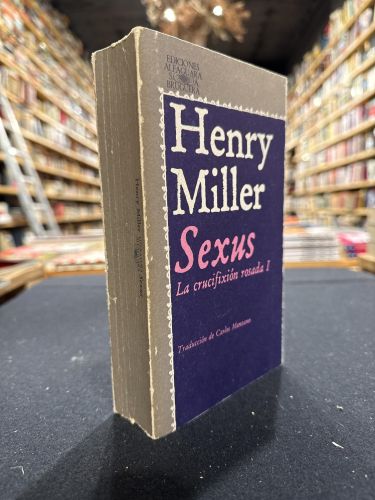 EDICIONES
ALFAGUARA
Henry
Miller
Sexus
La crucifixión rosada I
Traducción de Carlos Manzano
Henry Miller